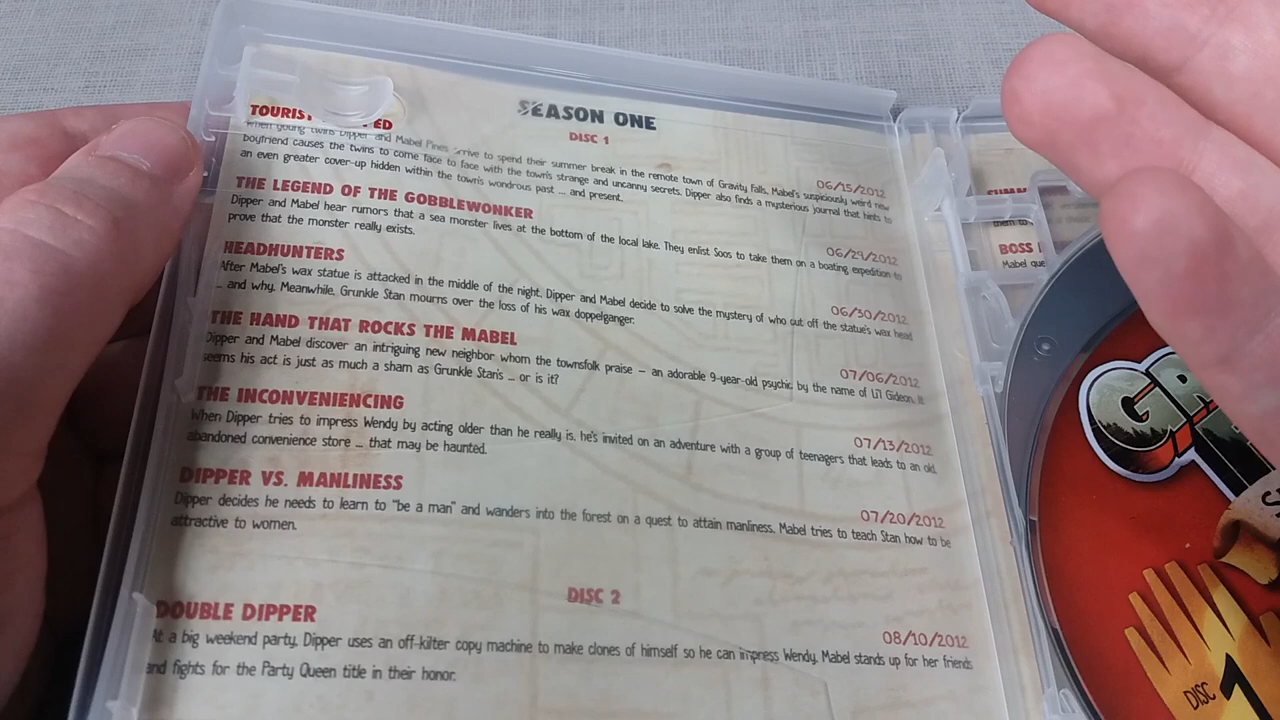 SEASON ONE
DISC 1
06/15/2012
When young twins Dipper and Mabel Pines arrive to spend their summer break in the remote town of Gravity Falls, Mabel's suspiciously weird new
boyfriend causes the twins to come face to face with the town's strange and uncanny secrets. Dipper also finds a mysterious journal that hints to
an even greater cover-up hidden within the town's wondrous past ... and present.
THE LEGEND OF THE GOBBLEWONKER 06/29/2012
Dipper and Mabel hear rumors that a sea monster lives at the bottom of the local lake. They enlist Soos to take them on a boating expedition to
prove that the monster really exists.
HEADHUNTERS 06/30/2012
After Mabel's wax statue is attacked in the middle of the night, Dipper and Mabel decide to solve the mystery of who cut off the statue's wax head
... and why. Meanwhile, Grunkle Stan mourns over the loss of his wax doppelganger.
THE HAND THAT ROCKS THE MABEL 07/06/2012
Dipper and Mabel discover an intriguing new neighbor whom the townsfolk praise – an adorable 9-year-old psychic by the name of Li'l Gideon. It
seems his act is just as much a sham as Grunkle Stan's ... or is it?
THE INCONVENIENCING 07/13/2012
When Dipper tries to impress Wendy by acting older than he really is, he's invited on an adventure with a group of teenagers that leads to an old,
abandoned convenience store ... that may be haunted.
DIPPER VS. MANLINESS 07/20/2012
Dipper decides he needs to learn to "be a man" and wanders into the forest on a quest to attain manliness. Mabel tries to teach Stan how to be
attractive to women.
DISC 2
DOUBLE DIPPER 08/10/2012
At a big weekend party, Dipper uses an off-kilter copy machine to make clones of himself so he can impress Wendy. Mabel stands up for her friends
and fights for the Party Queen title in their honor.
BOSS
Mabel que
DISC 1